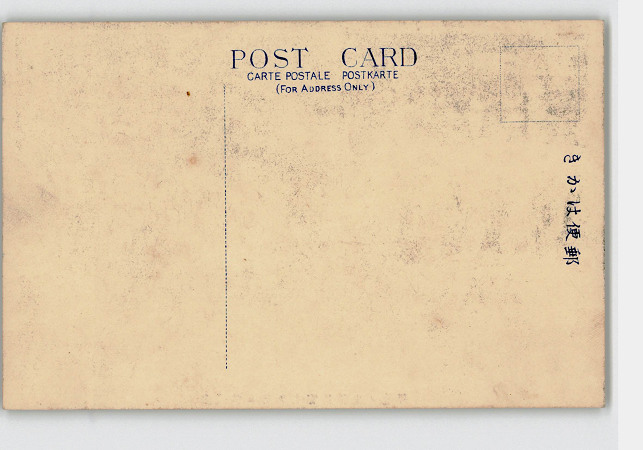 POST CARD
CARTE POSTALE POSTKARTE
(FOR ADDRESS ONLY)
きかは便郵